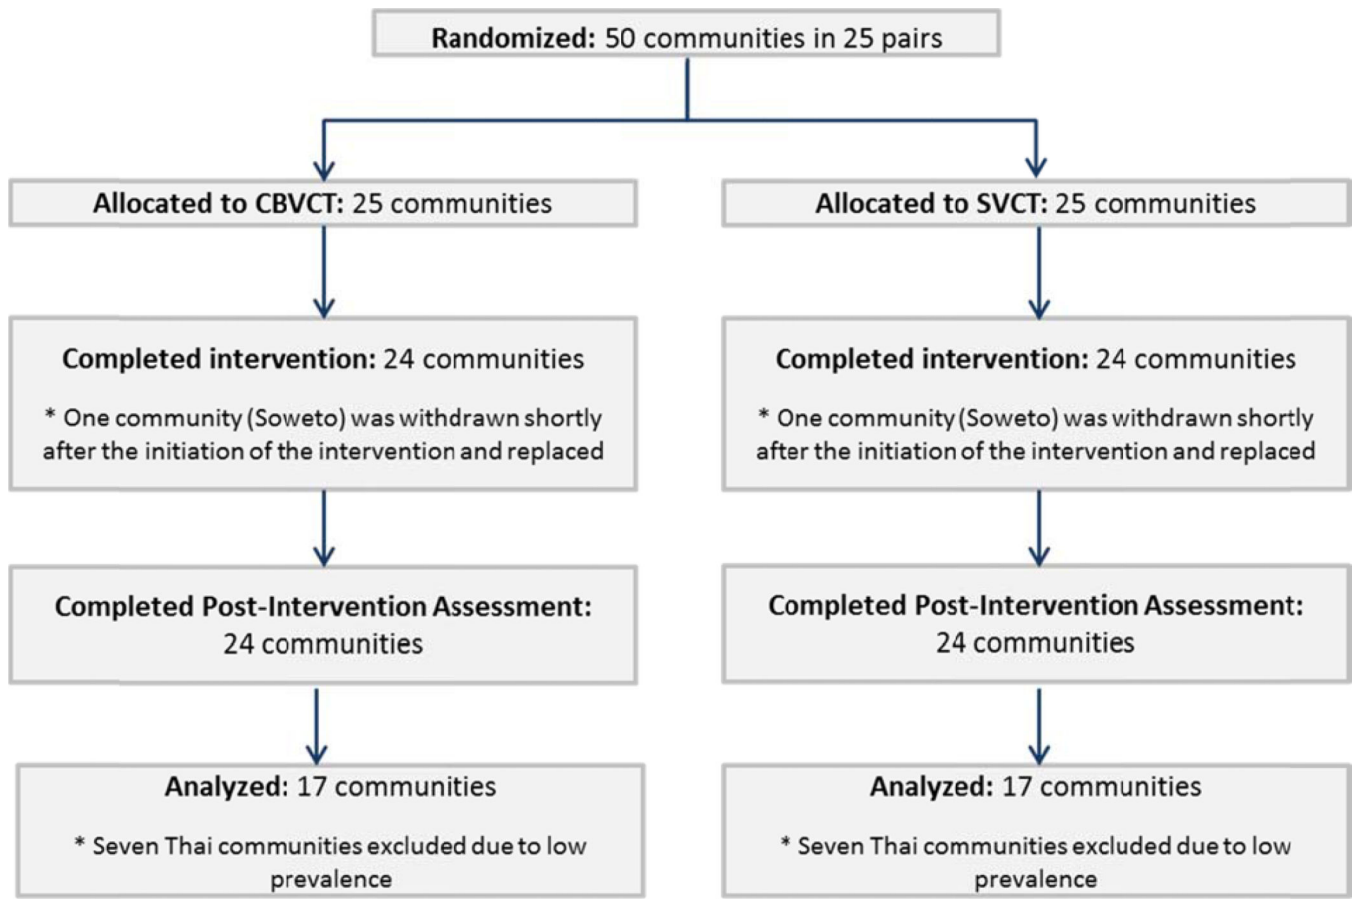 Randomized: 50 communities in 25 pairs
Allocated to CBVCT: 25 communities
Allocated to SVCT: 25 communities
Completed intervention: 24 communities
* One community (Soweto) was withdrawn shortly
after the initiation of the intervention and replaced
Completed intervention: 24 communities
* One community (Soweto) was withdrawn shortly
after the initiation of the intervention and replaced
Completed Post-Intervention Assessment:
24 communities
Completed Post-Intervention Assessment:
24 communities
Analyzed: 17 communities
* Seven Thai communities excluded due to low
prevalence
Analyzed: 17 communities
* Seven Thai communities excluded due to low
prevalence